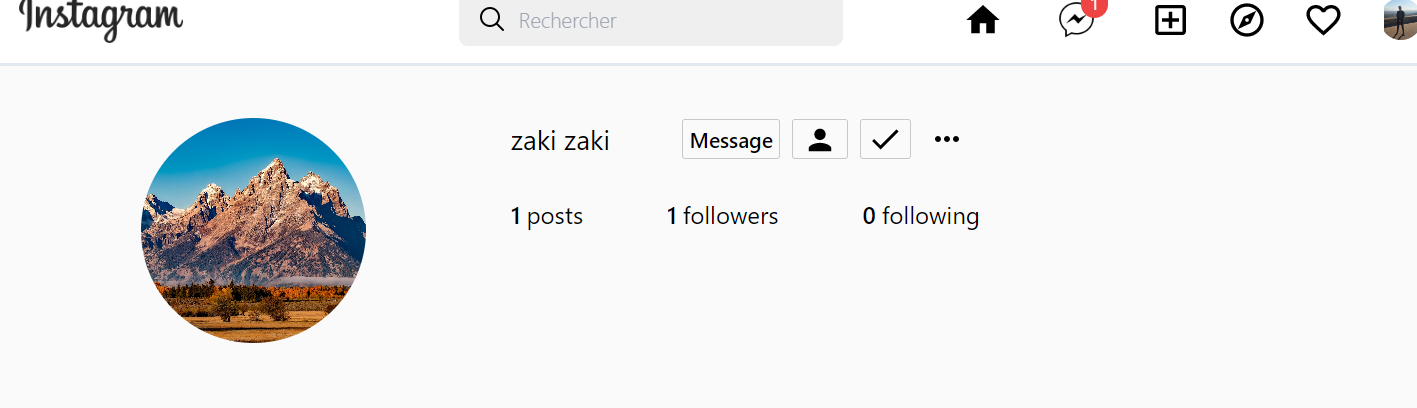 Instagram
Rechercher
1
zaki zaki
Message
1 posts
1 followers
0 following